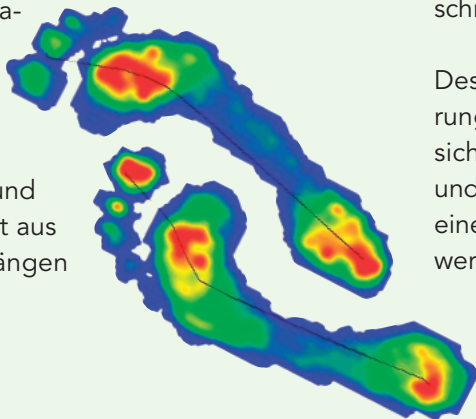 a-
und
t aus
ängen
schr
Des
rung
sich
und
eine
wer